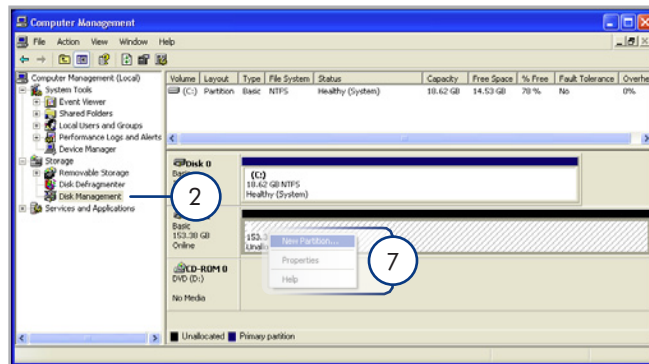 Computer Management
File Action View Window Help
Computer Management (Local)
System Tools
Event Viewer
Shared Folders
Local Users and Groups
Performance Logs and Alerts
Device Manager
Storage
Removable Storage
Disk Defragmenter
Disk Management
Services and Applications
Volume Layout Type File System Status Capacity Free Space % Free Fault Tolerance Overhe
(C:) Partition Basic NTFS Healthy (System) 18.62 GB 14.53 GB 78 % No 0%
Disk 0
(C:)
18.62 GB NTFS
Healthy (System)
2
Basic
153.38 GB
Online
153.3
Unallo
New Partition...
Properties
Help
7
CD-ROM 0
DVD (D:)
No Media
Unallocated Primary partition